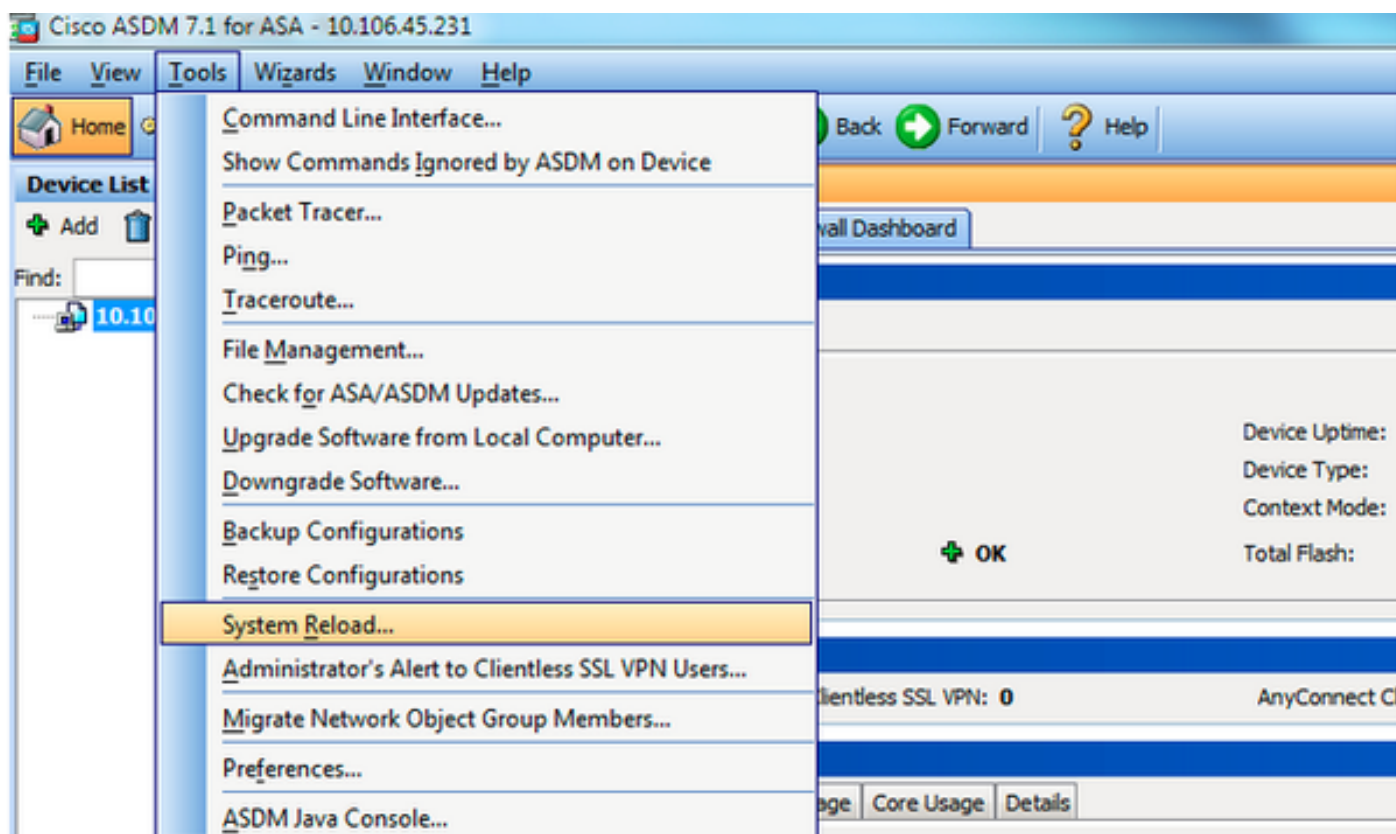 Cisco ASDM 7.1 for ASA - 10.106.45.231
File View Tools Wizards Window Help
Home Back Forward Help
Command Line Interface...
Show Commands Ignored by ASDM on Device
Packet Tracer...
Ping...
Traceroute...
File Management...
Check for ASA/ASDM Updates...
Upgrade Software from Local Computer...
Downgrade Software...
Backup Configurations
Restore Configurations
System Reload...
Administrator's Alert to Clientless SSL VPN Users...
Migrate Network Object Group Members...
Preferences...
ASDM Java Console...
Device List
Add
Find:
10.10
Dashboard
Device Uptime:
Device Type:
Context Mode:
OK Total Flash:
Clientless SSL VPN: 0 AnyConnect
Core Usage Details